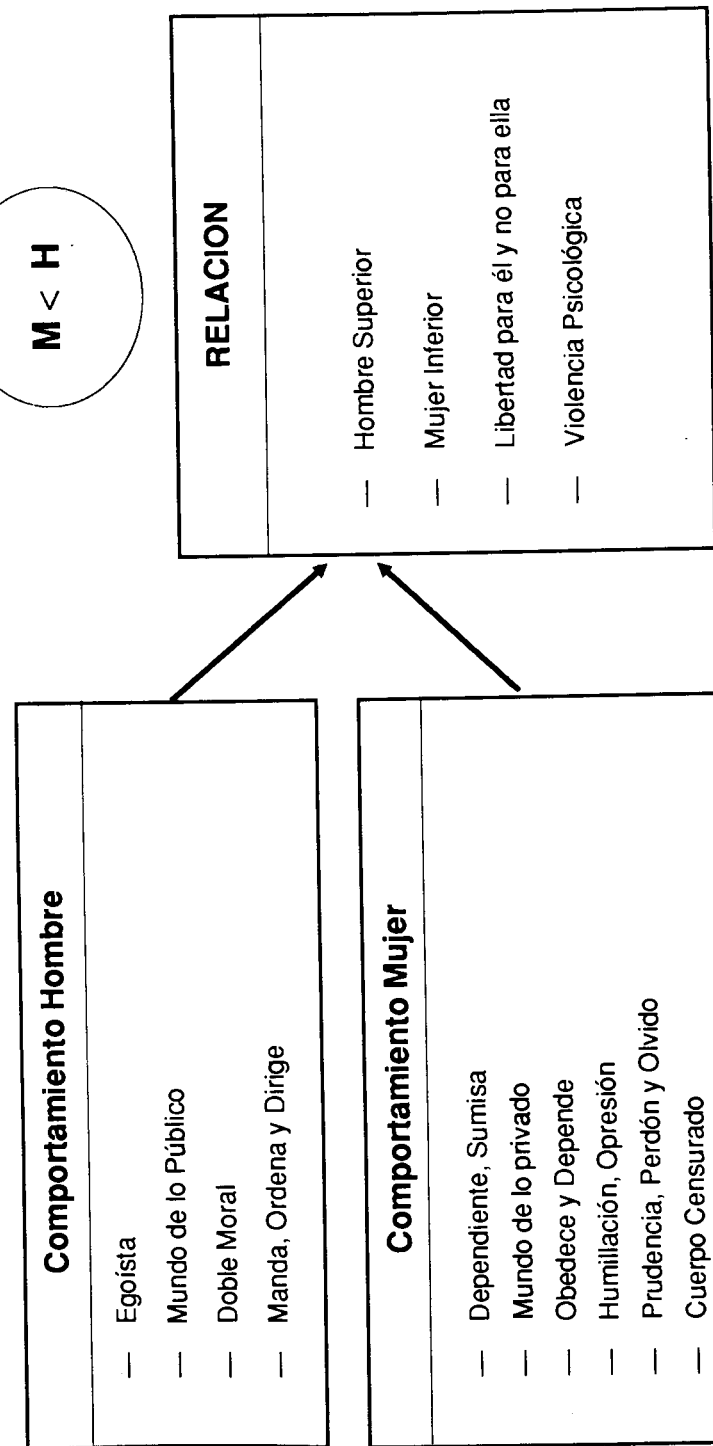 M < H
Comportamiento Hombre
— Egoísta
— Mundo de lo Público
— Doble Moral
— Manda, Ordena y Dirige
Comportamiento Mujer
— Dependiente, Sumisa
— Mundo de lo privado
— Obedece y Depende
— Humillación, Opresión
— Prudencia, Perdón y Olvido
— Cuerpo Censurado
RELACION
— Hombre Superior
— Mujer Inferior
— Libertad para él y no para ella
— Violencia Psicológica